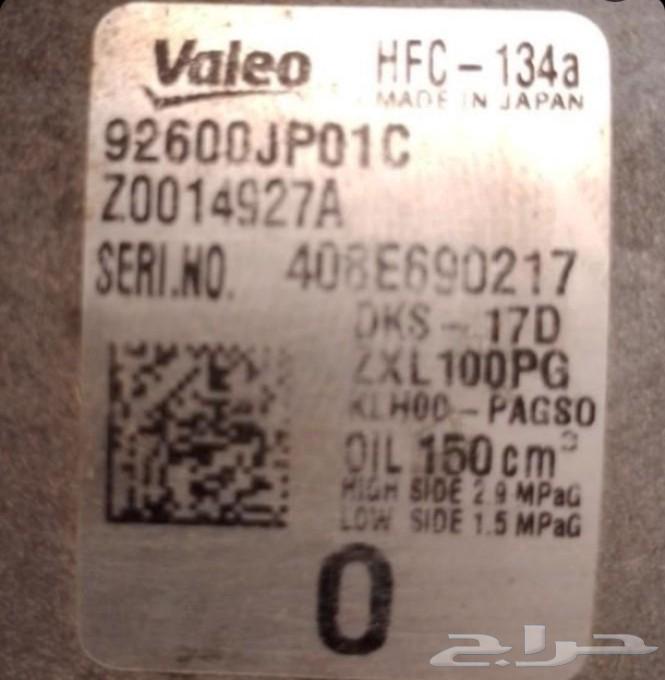 Valeo HFC-134a
MADE IN JAPAN
92600JP01C
Z0014927A
SERI.NO. 408E690217
DKS-17D
ZXL100PG
KLH00-PAGSO
OIL 150cm³
HIGH SIDE 2.9 MPaG
LOW SIDE 1.5 MPaG
0
حراج